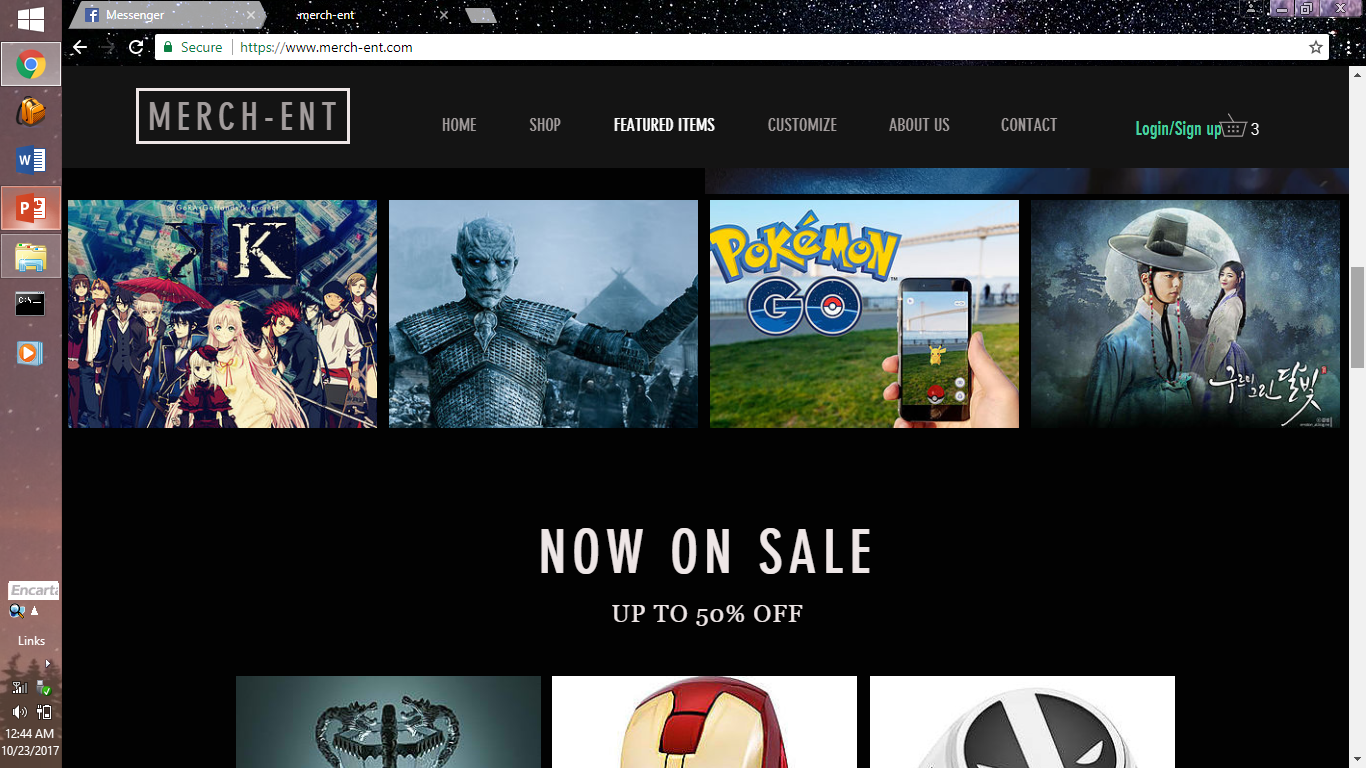 Messenger
merch-ent
Secure
https://www.merch-ent.com
MERCH-ENT
HOME
SHOP
FEATURED ITEMS
CUSTOMIZE
ABOUT US
CONTACT
Login/Sign up
3
K
POKéMON
GO
구르미
그린 달빛
NOW ON SALE
UP TO 50% OFF
Encarta
Links
12:44 AM
10/23/2017